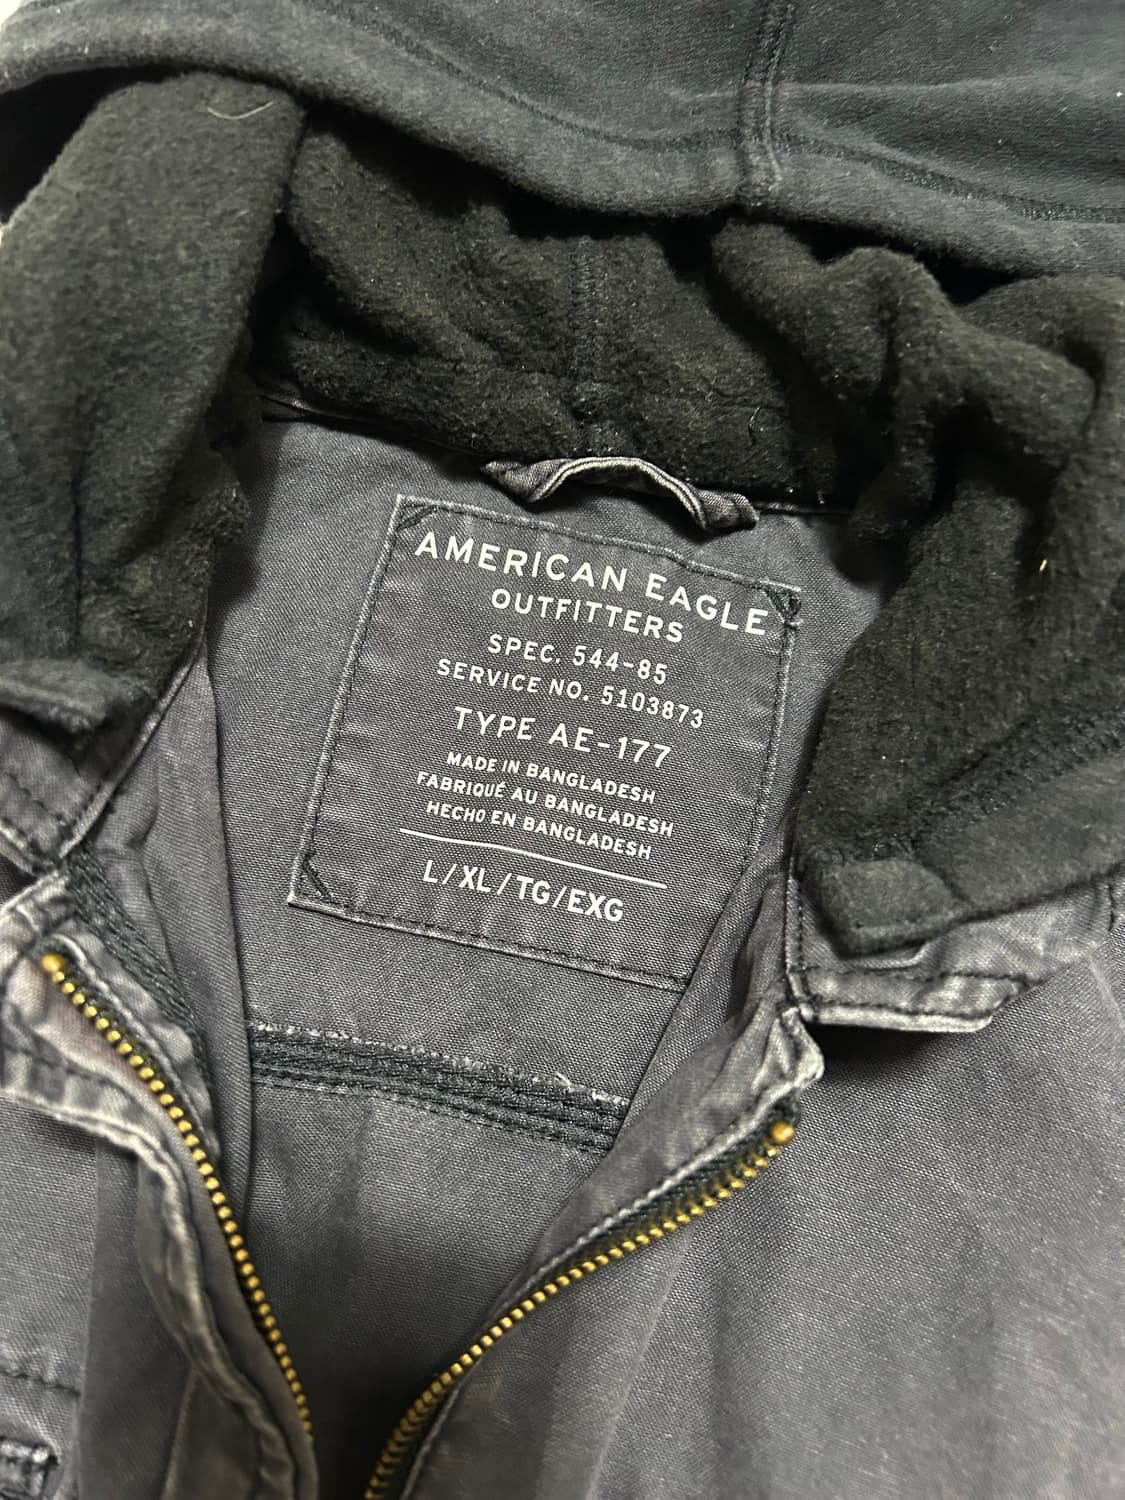 AMERICAN EAGLE
OUTFITTERS
SPEC. 544-85
SERVICE NO. 5103873
TYPE AE-177
MADE IN BANGLADESH
FABRIQUÉ AU BANGLADESH
HECHO EN BANGLADESH
L/XL/TG/EXG